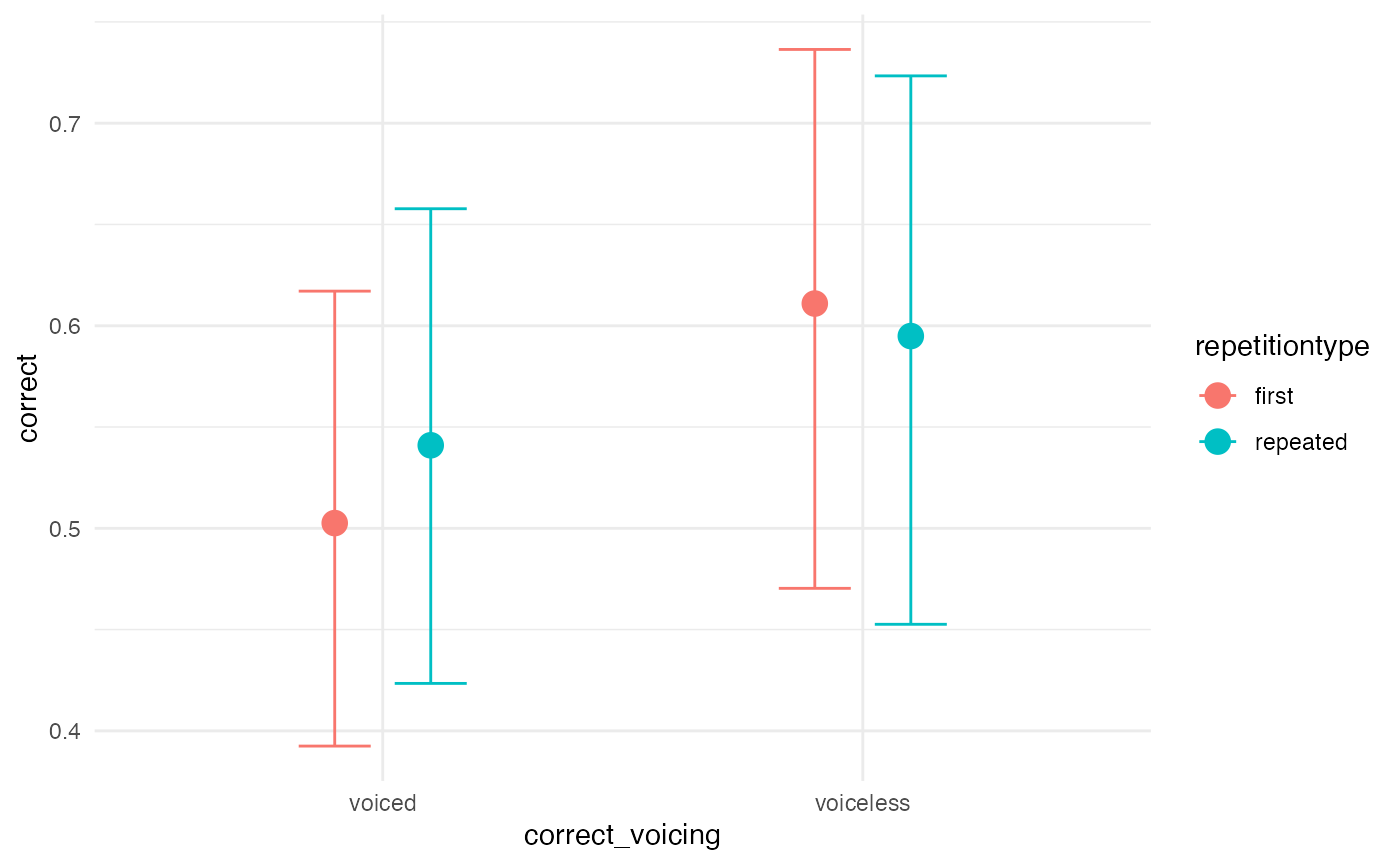 correct
0.7
0.6
0.5
0.4
voiced
voiceless
correct_voicing
repetitiontype
first
repeated